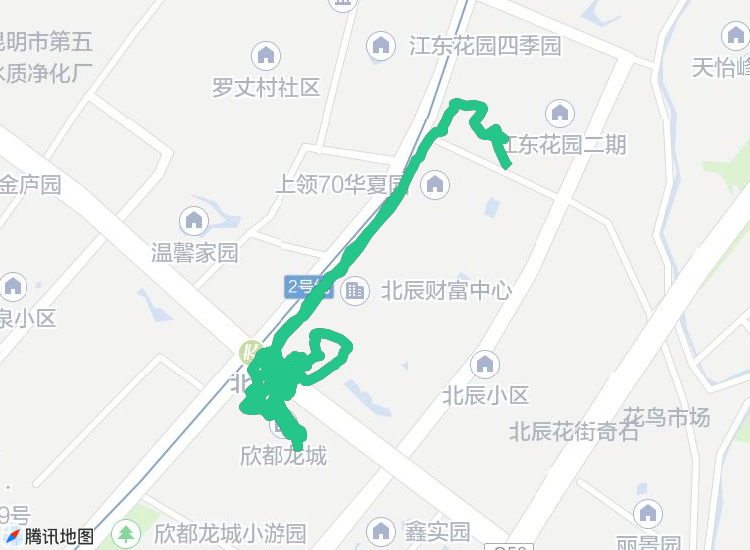 昆明市第五
水质净化厂
江东花园四季园
天怡峰
罗丈村社区
江东花园二期
金庐园
上领70华夏园
温馨家园
2号线
北辰财富中心
泉小区
北
北辰小区
花鸟市场
北辰花街奇石
欣都龙城
9号
欣都龙城小游园
鑫实园
丽景园
腾讯地图